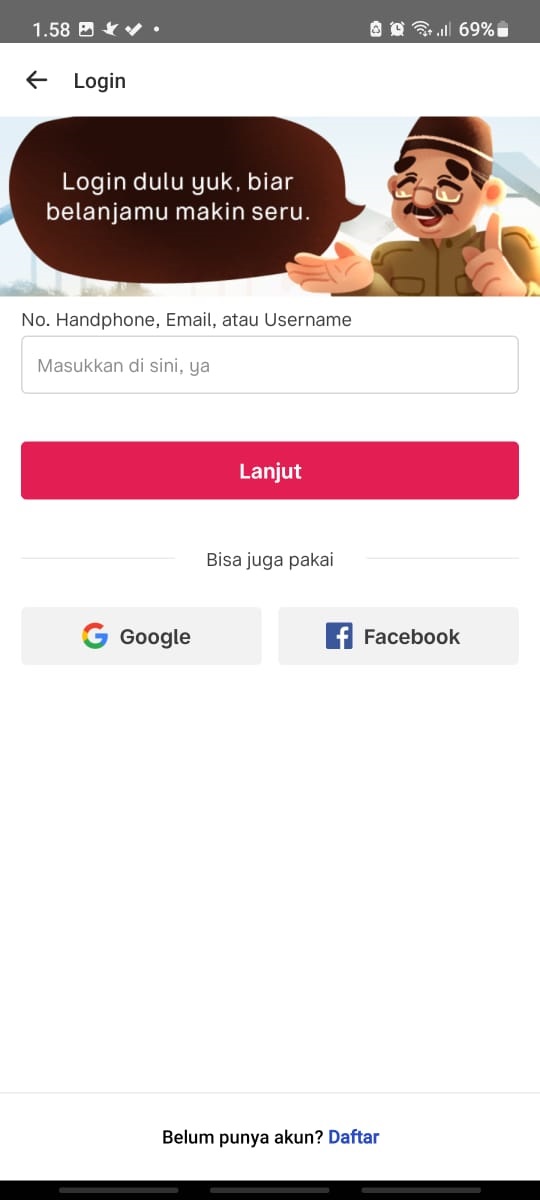 1.58
69%
Login
Login dulu yuk, biar
belanjamu makin seru.
No. Handphone, Email, atau Username
Masukkan di sini, ya
Lanjut
Bisa juga pakai
Google
Facebook
Belum punya akun? Daftar